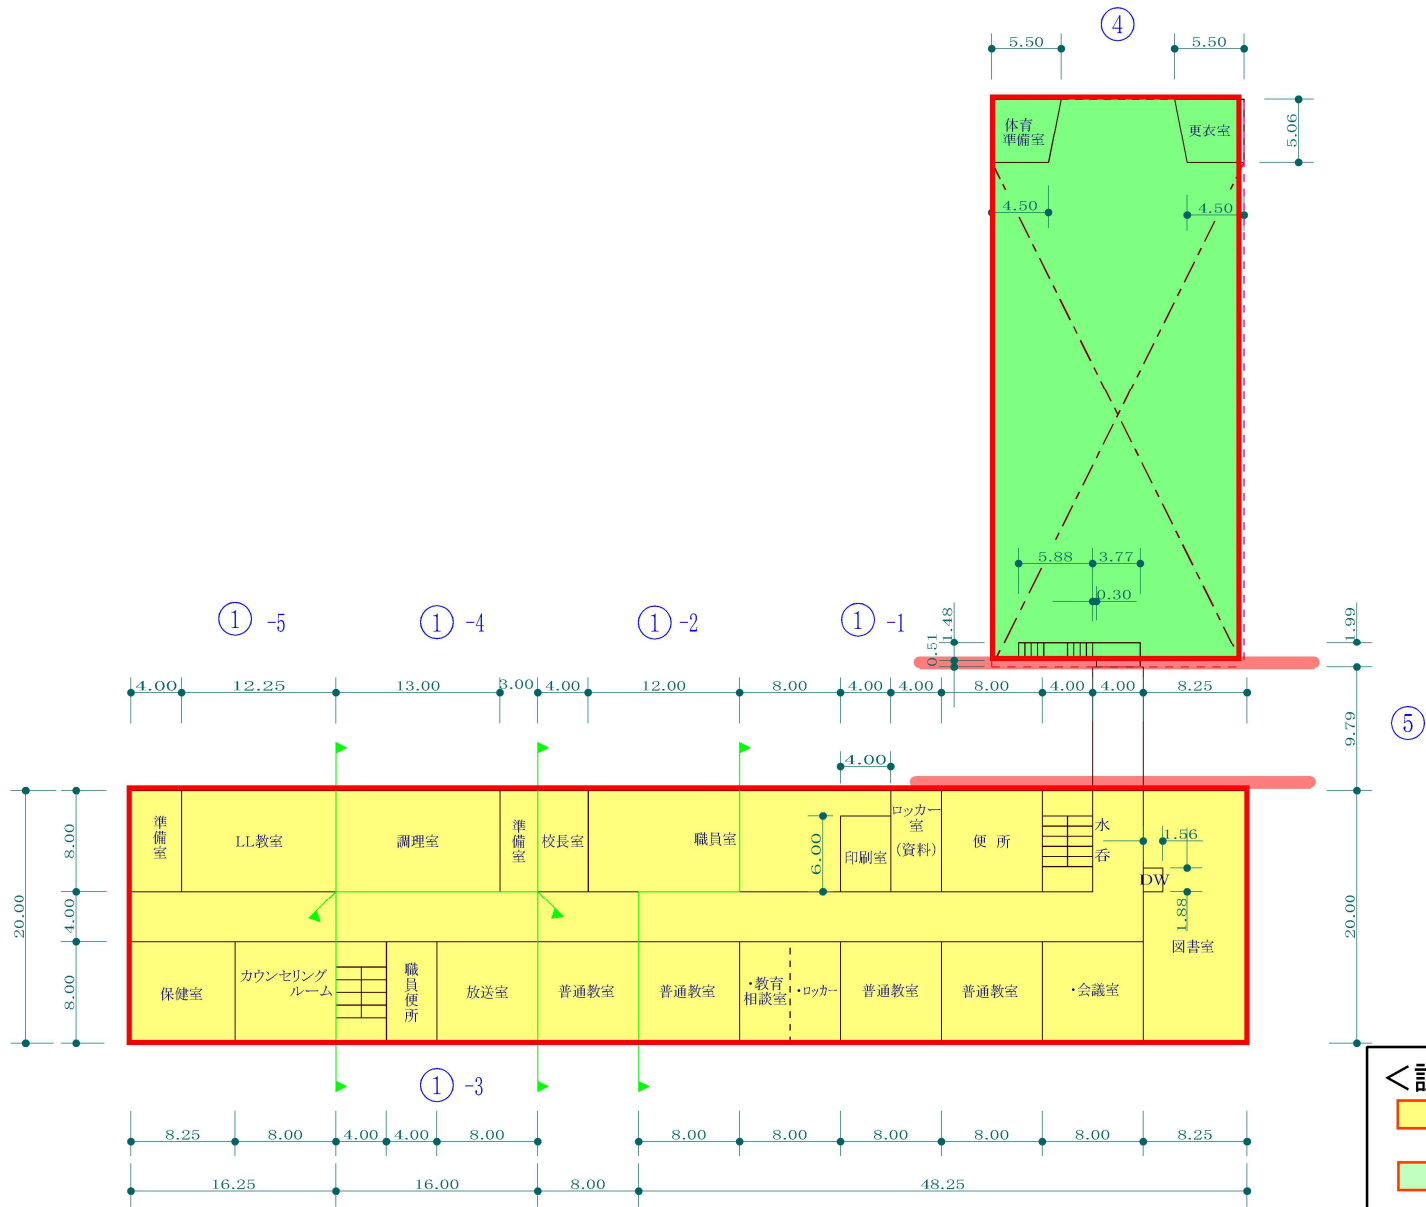 ④
5.50
5.50
体育
準備室
更衣室
5.06
4.50
4.50
5.88
3.77
0.30
1.48
0.51
1.99
①-5
①-4
①-2
①-1
4.00
12.25
13.00
3.00
4.00
12.00
8.00
4.00
4.00
8.00
4.00
4.00
8.25
9.79
⑤
4.00
準備室
LL教室
調理室
準備室
校長室
職員室
6.00
印刷室
ロッカー
室
(資料)
便 所
水呑
1.56
DW
1.88
図書室
20.00
8.00
4.00
8.00
20.00
保健室
カウンセリング
ルーム
職員便所
放送室
普通教室
普通教室
・教育
相談室
・ロッカー
普通教室
普通教室
・会議室
①-3
8.25
8.00
4.00
4.00
8.00
8.00
8.00
8.00
8.00
8.00
8.25
16.25
16.00
8.00
48.25